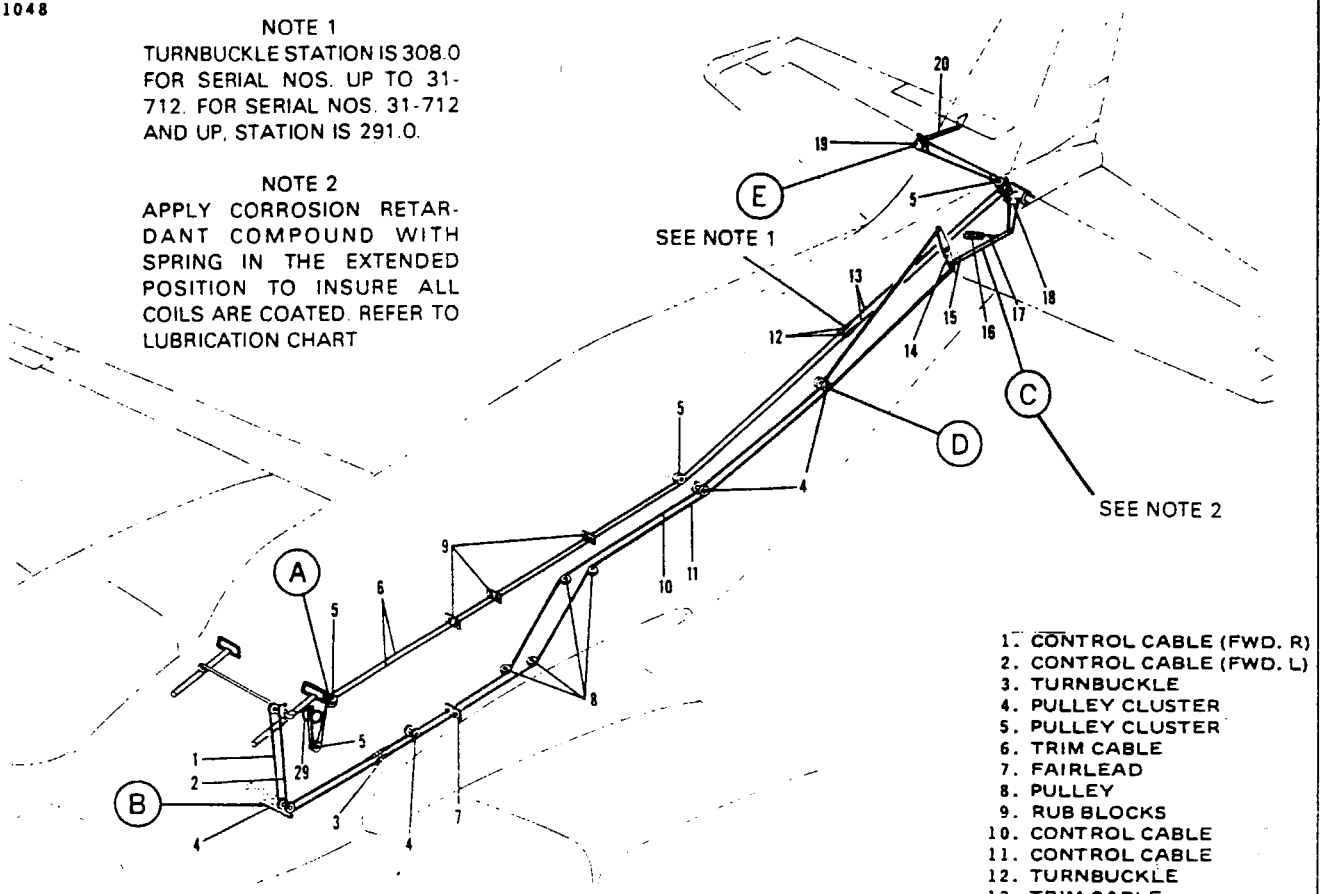 1048
NOTE 1
TURNBUCKLE STATION IS 308.0
FOR SERIAL NOS. UP TO 31-
712. FOR SERIAL NOS. 31-712
AND UP, STATION IS 291.0.
NOTE 2
APPLY CORROSION RETAR-
DANT COMPOUND WITH
SPRING IN THE EXTENDED
POSITION TO INSURE ALL
COILS ARE COATED. REFER TO
LUBRICATION CHART
20
19
E
5
SEE NOTE 1
13
12
14
15
16
17
18
C
5
D
4
SEE NOTE 2
9
10
11
A
6
5
8
1
2
29
5
B
4
3
4
7
1. CONTROL CABLE (FWD. R)
2. CONTROL CABLE (FWD. L)
3. TURNBUCKLE
4. PULLEY CLUSTER
5. PULLEY CLUSTER
6. TRIM CABLE
7. FAIRLEAD
8. PULLEY
9. RUB BLOCKS
10. CONTROL CABLE
11. CONTROL CABLE
12. TURNBUCKLE
13. TRIM CABLE